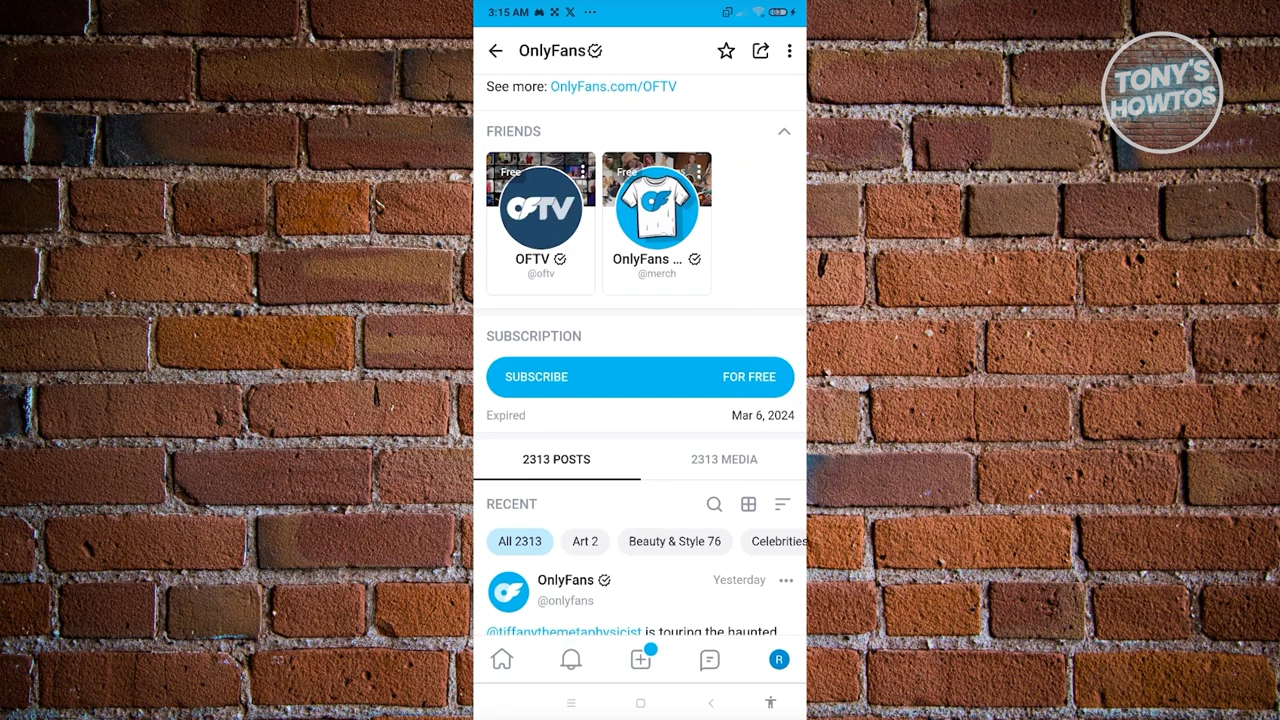 3:15 AM
OnlyFans
See more: OnlyFans.com/OFTV
FRIENDS
Free
OFTV
OFTV
@oftv
Free
OnlyFans ...
@merch
SUBSCRIPTION
SUBSCRIBE FOR FREE
Expired Mar 6, 2024
2313 POSTS 2313 MEDIA
RECENT
All 2313 Art 2 Beauty & Style 76 Celebrities
OnlyFans Yesterday
@onlyfans
@tiffanythemetaphysicist is touring the haunted
R
TONY'S
HOWTOS